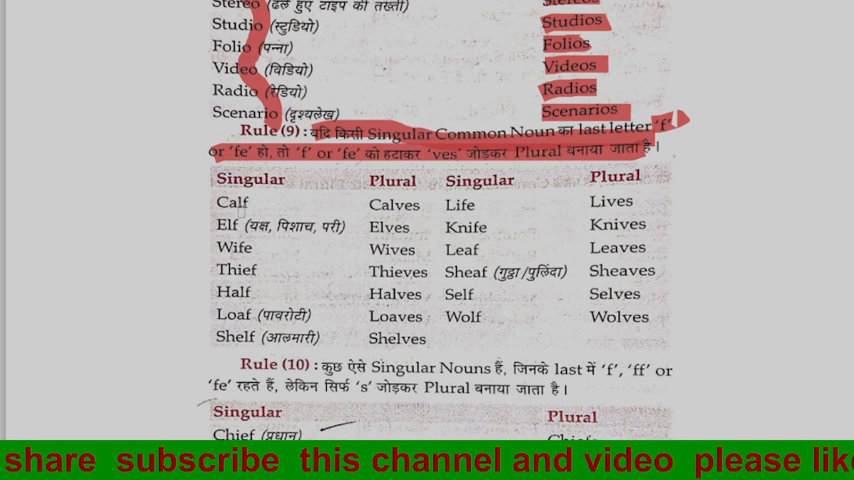 Stereo (ढले हुए टाइप की तख्ती) Stereos
Studio (स्टुडियो) Studios
Folio (पन्ना) Folios
Video (विडियो) Videos
Radio (रेडियो) Radios
Scenario (दृश्यलेख) Scenarios
Rule (9) : यदि किसी Singular Common Noun का last letter 'f'
or 'fe' हो, तो 'f' or 'fe' को हटाकर 'ves' जोड़कर Plural बनाया जाता है।
Singular Plural Singular Plural
Calf Calves Life Lives
Elf (यक्ष, पिशाच, परी) Elves Knife Knives
Wife Wives Leaf Leaves
Thief Thieves Sheaf (गुट्ठा/पुलिंदा) Sheaves
Half Halves Self Selves
Loaf (पावरोटी) Loaves Wolf Wolves
Shelf (आलमारी) Shelves
Rule (10) : कुछ ऐसे Singular Nouns हैं, जिनके last में 'f', 'ff' or
'fe' रहते हैं, लेकिन सिर्फ 's' जोड़कर Plural बनाया जाता है।
Singular Plural
Chief (प्रधान) Chiefs
share subscribe this channel and video please like